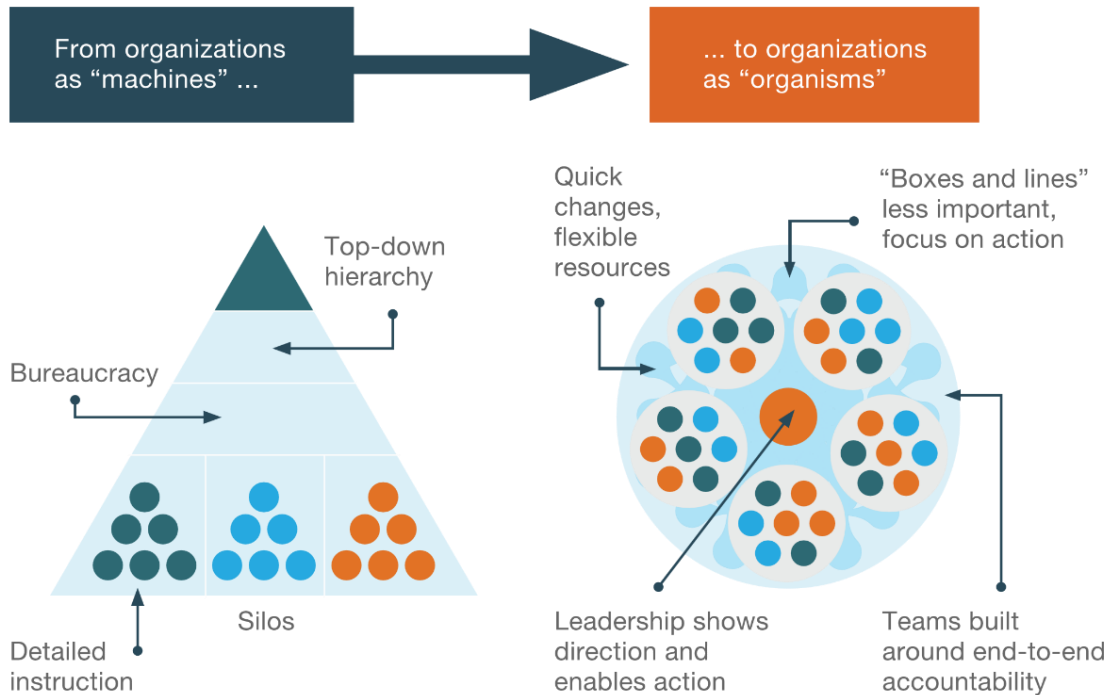 From organizations
as “machines” ...
... to organizations
as “organisms”
Top-down
hierarchy
Bureaucracy
Silos
Detailed
instruction
Quick
changes,
flexible
resources
“Boxes and lines”
less important,
focus on action
Leadership shows
direction and
enables action
Teams built
around end-to-end
accountability